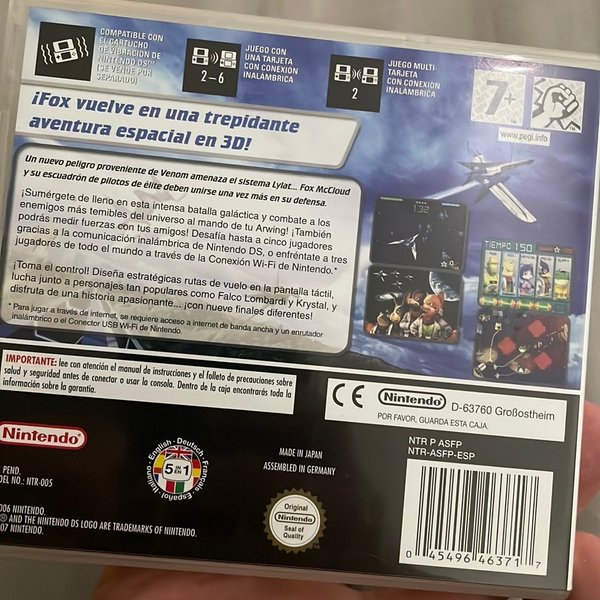 COMPATIBLE CON
EL CARTUCHO
DE VIBRACIÓN DE
NINTENDO DS™
(SE VENDE POR
SEPARADO)
2-6
JUEGO CON
UNA TARJETA
CON CONEXIÓN
INALÁMBRICA
2
JUEGO MULTI-
TARJETA
CON CONEXIÓN
INALÁMBRICA
7+
www.pegi.info
¡Fox vuelve en una trepidante
aventura espacial en 3D!
Un nuevo peligro proveniente de Venom amenaza el sistema Lylat... Fox McCloud
y su escuadrón de pilotos de élite deben unirse una vez más en su defensa.
¡Sumérgete de lleno en esta intensa batalla galáctica y combate a los
enemigos más temibles del universo al mando de tu Arwing! ¡También
podrás medir fuerzas con tus amigos! Desafía hasta a cinco jugadores
gracias a la comunicación inalámbrica de Nintendo DS, o enfréntate a tres
jugadores de todo el mundo a través de la Conexión Wi-Fi de Nintendo.*
¡Toma el control! Diseña estratégicas rutas de vuelo en la pantalla táctil,
lucha junto a personajes tan populares como Falco Lombardi y Krystal, y
disfruta de una historia apasionante... ¡con nueve finales diferentes!
* Para jugar a través de internet, se requiere acceso a internet de banda ancha y un enrutador
inalámbrico o el Conector USB Wi-Fi de Nintendo.
132
TIEMPO 150
IMPORTANTE: lee con atención el manual de instrucciones y el folleto de precauciones sobre
salud y seguridad antes de conectar o usar la consola. Dentro de la caja encontrarás toda la
información sobre la garantía.
CE
Nintendo
D-63760 Großostheim
POR FAVOR, GUARDA ESTA CAJA.
Nintendo
PEND.
DEL NO.: NTR-005
English · Deutsch · Français · Español · Italiano
5 IN 1
MADE IN JAPAN
ASSEMBLED IN GERMANY
NTR P ASFP
NTR-ASFP-ESP
Original
Nintendo
Seal of
Quality
006 NINTENDO.
® AND THE NINTENDO DS LOGO ARE TRADEMARKS OF NINTENDO.
07 NINTENDO.
0 45496 46371 7